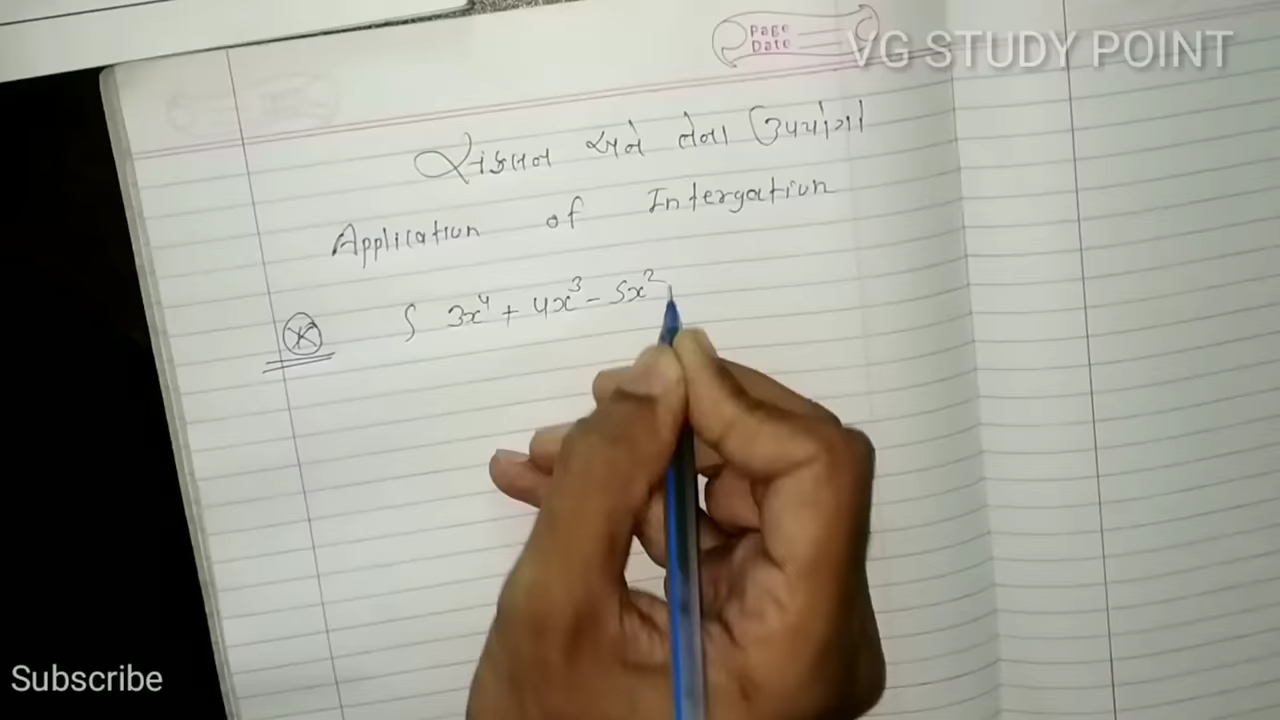 Page
Date
VG STUDY POINT
સંકલન અને તેના ઉપયોગો
Application of Intergation
∫ 3x⁴ + 4x³ - 5x²
Subscribe